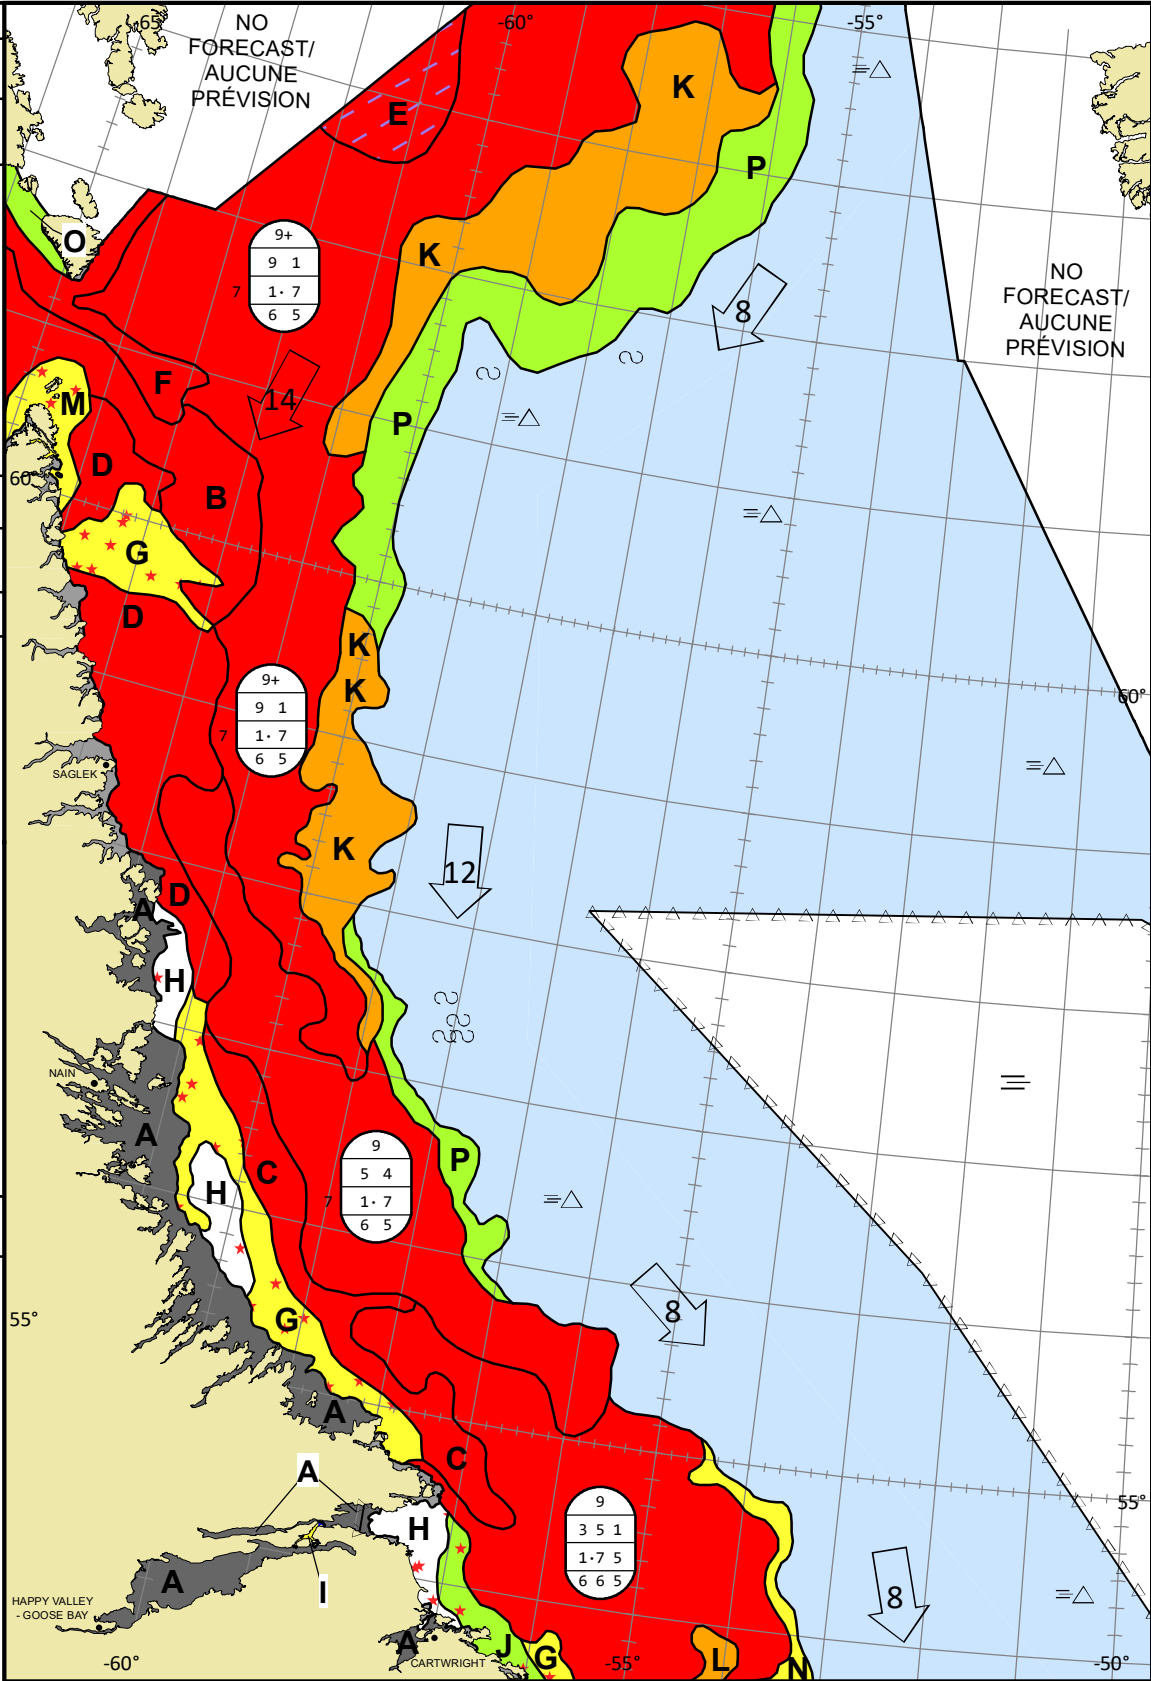 -65°
NO
FORECAST/
AUCUNE
PRÉVISION
-60°
-55°
K
E
P
O
9+
9 1
7 1· 7
6 5
K
NO
FORECAST/
AUCUNE
PRÉVISION
8
F
14
M
P
D
60°
B
G
D
K
9+
9 1
7 1· 7
6 5
K
60°
SAGLEK
K
12
D
A
H
NAIN
A
9
5 4
7 1· 7
6 5
P
C
H
8
G
55°
A
C
A
9
3 5 1
1·7 5
6 6 5
55°
H
A
I
8
HAPPY VALLEY
- GOOSE BAY
A
J
G
L
N
CARTWRIGHT
-60°
-55°
-50°